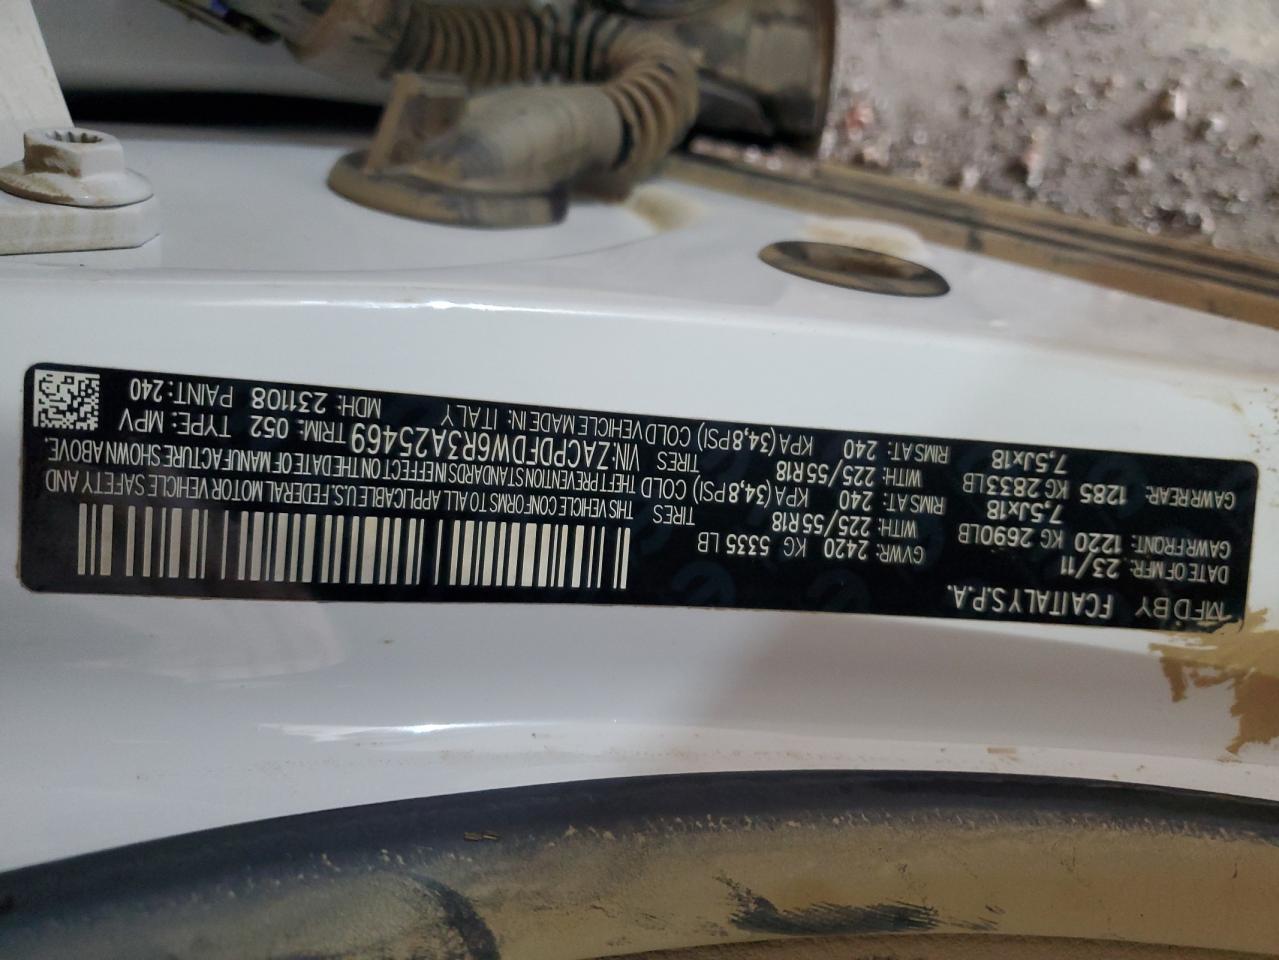 MFD BY FCA ITALY S.P.A.
DATE OF MFR: 23/11 GVWR: 2420 KG 5335 LB
GAWR FRONT: 1220 KG 2690LB WITH: 225/55R18 TIRES
7,5Jx18 RIMS AT: 240 KPA (34,8PSI) COLD
GAWR REAR: 1285 KG 2833LB WITH: 225/55R18 TIRES
7,5Jx18 RIMS AT: 240 KPA (34,8 PSI) COLD
THIS VEHICLE CONFORMS TO ALL APPLICABLE U.S. FEDERAL MOTOR VEHICLE SAFETY AND
THEFT PREVENTION STANDARDS IN EFFECT ON THE DATE OF MANUFACTURE SHOWN ABOVE.
VIN: ZACPDFDW6R3A25469 TRIM: 052 TYPE: MPV
VEHICLE MADE IN: ITALY MDH: 231108 PAINT: 240